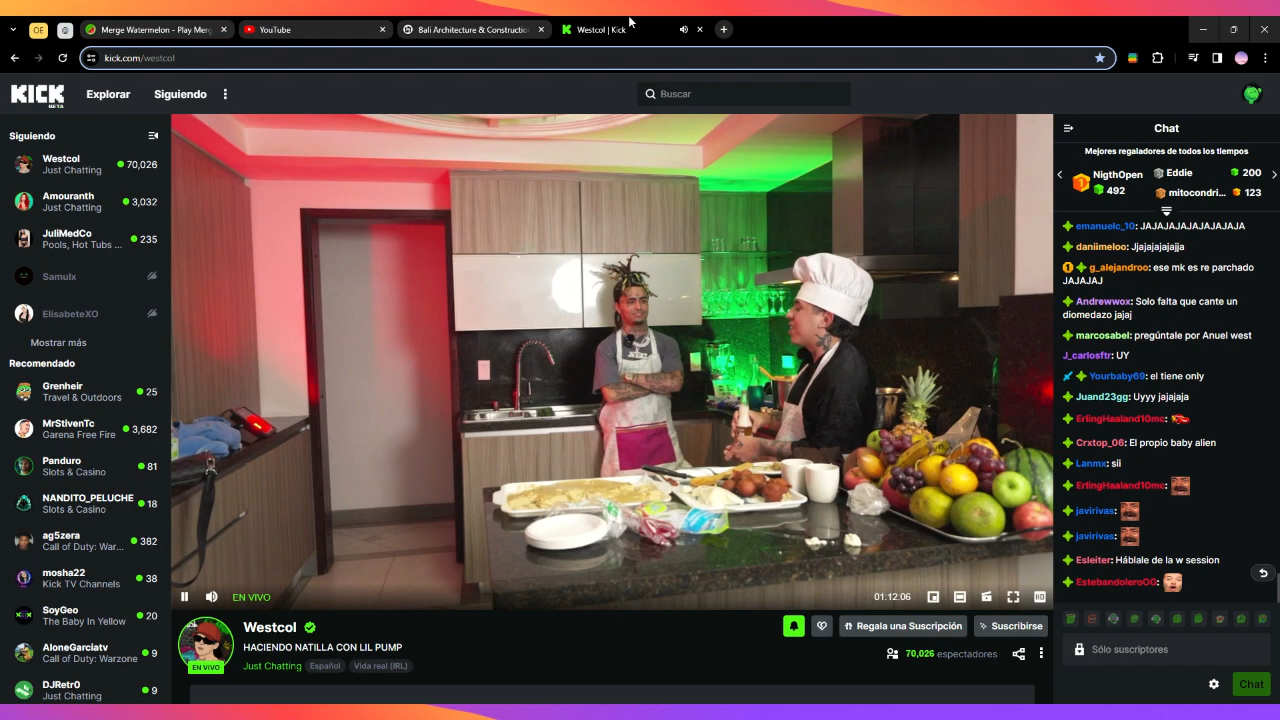 OE
Merge Watermelon - Play Merg
YouTube
Bali Architecture & Constructio
Westcol | Kick
kick.com/westcol
KICK
BETA
Explorar
Siguiendo
Buscar
Siguiendo
Westcol
Just Chatting
70,026
Amouranth
Just Chatting
3,032
JuliMedCo
Pools, Hot Tubs ...
235
Samulx
ElisabeteXO
Mostrar más
Recomendado
Grenheir
Travel & Outdoors
25
MrStivenTc
Garena Free Fire
3,682
Panduro
Slots & Casino
81
NANDITO_PELUCHE
Slots & Casino
18
ag5zera
Call of Duty: War...
382
mosha22
Kick TV Channels
38
SoyGeo
The Baby In Yellow
20
AloneGarciatv
Call of Duty: Warzone
9
DJRetr0
Just Chatting
9
EN VIVO
01:12.06
HD
EN VIVO
Westcol
HACIENDO NATILLA CON LIL PUMP
Just Chatting
Español
Vida real (IRL)
Regala una Suscripción
Suscribirse
70,026 espectadores
Chat
Mejores regaladores de todos los tiempos
1
NigthOpen
492
Eddie
200
mitocondri...
123
emanuelc_10: JAJAJAJAJAJAJAJAJA
daniimeloo: Jjajajajajjja
g_alejandroo: ese mk es re parchado
JAJAJAJ
Andrewwox: Solo falta que cante un
diomedazo jajaj
marcosabel: pregúntale por Anuel west
J_carlosftr: UY
Yourbaby69: el tiene only
Juand23gg: Uyyy jajajaja
ErlingHaaland10mc:
Crxtop_06: El propio baby alien
Lanmx: sii
ErlingHaaland10mc:
javirivas:
javirivas:
Esleiter: Háblale de la w session
EstebandoleroOG:
Sólo suscriptores
Chat